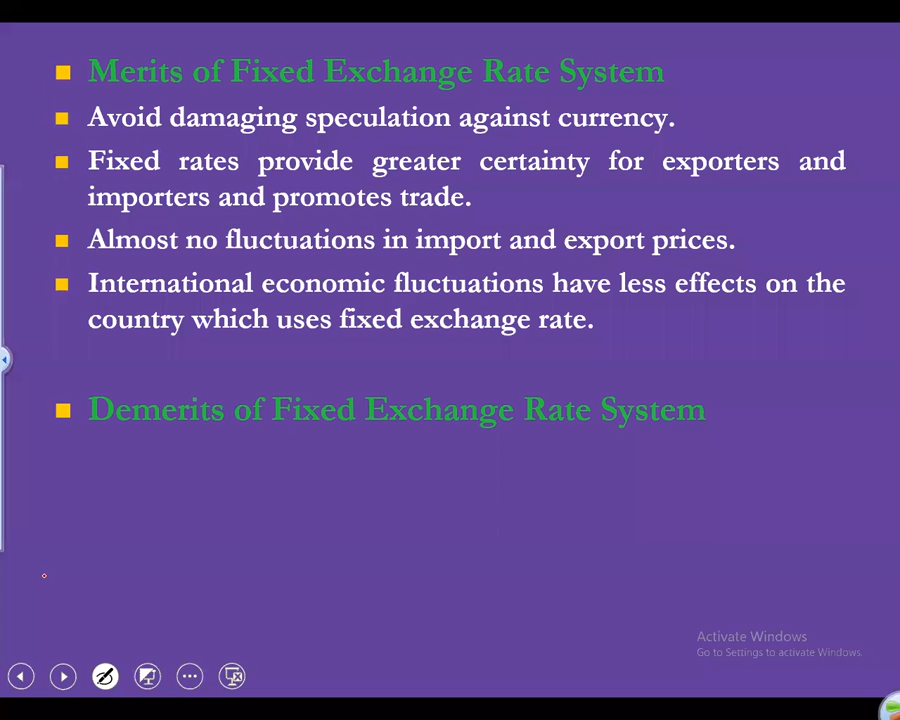 Merits of Fixed Exchange Rate System
Avoid damaging speculation against currency.
Fixed rates provide greater certainty for exporters and
importers and promotes trade.
Almost no fluctuations in import and export prices.
International economic fluctuations have less effects on the
country which uses fixed exchange rate.
Demerits of Fixed Exchange Rate System
Activate Windows
Go to Settings to activate Windows.